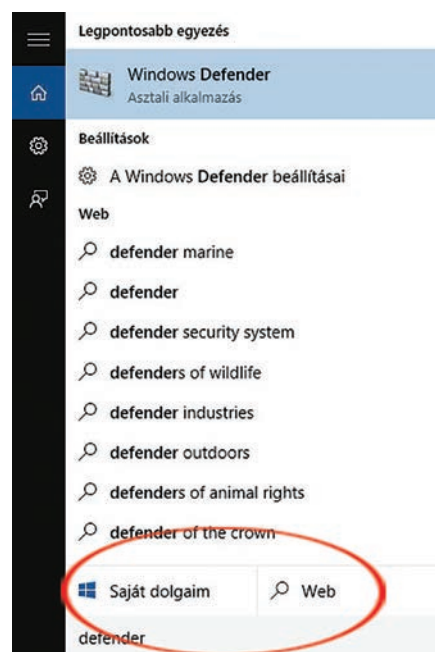 Legpontosabb egyezés
Windows Defender
Asztali alkalmazás
Beállítások
A Windows Defender beállításai
Web
defender marine
defender
defender security system
defenders of wildlife
defender industries
defender outdoors
defenders of animal rights
defender of the crown
Saját dolgaim
Web
defender